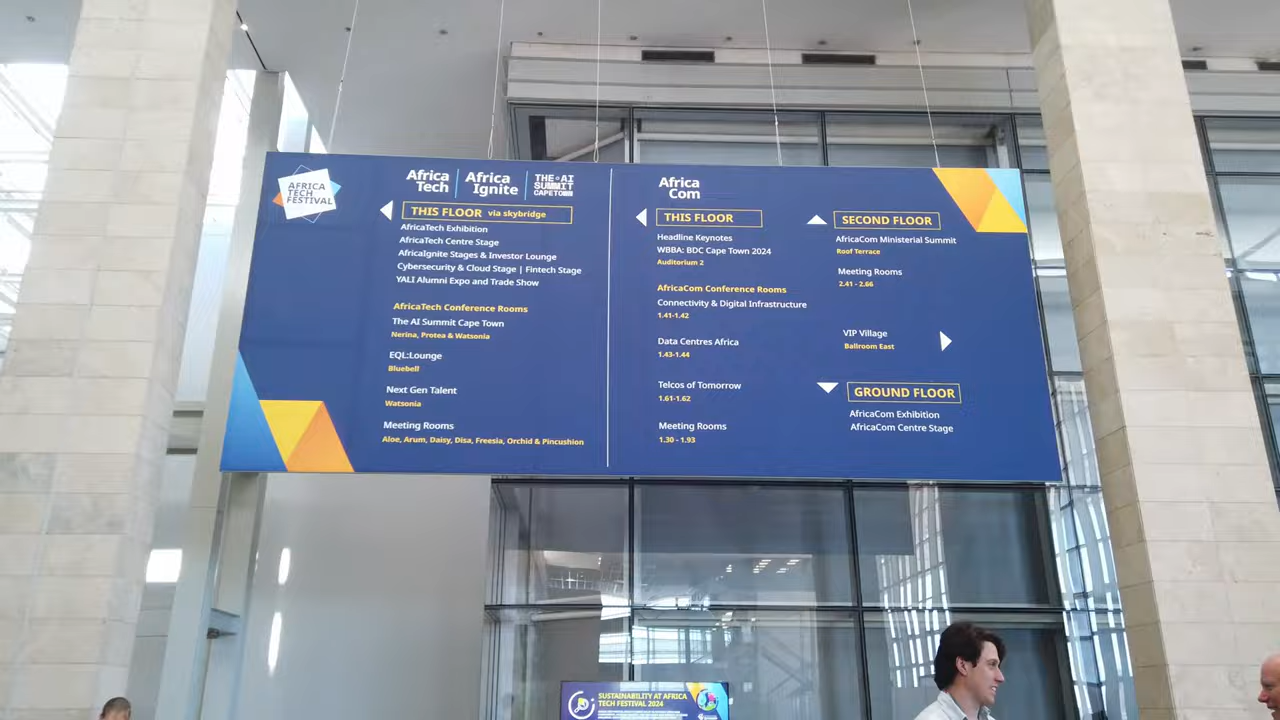 AFRICA
TECH
FESTIVAL
Africa
Tech
Africa
Ignite
THE AI
SUMMIT
CAPETOWN
THIS FLOOR via skybridge
AfricaTech Exhibition
AfricaTech Centre Stage
AfricaIgnite Stages & Investor Lounge
Cybersecurity & Cloud Stage | Fintech Stage
YALI Alumni Expo and Trade Show
AfricaTech Conference Rooms
The AI Summit Cape Town
Nerina, Protea & Watsonia
EQL:Lounge
Bluebell
Next Gen Talent
Watsonia
Meeting Rooms
Aloe, Arum, Daisy, Disa, Freesia, Orchid & Pincushion
Africa
Com
THIS FLOOR
Headline Keynotes
WBBA: BDC Cape Town 2024
Auditorium 2
AfricaCom Conference Rooms
Connectivity & Digital Infrastructure
1.41-1.42
Data Centres Africa
1.43-1.44
Telcos of Tomorrow
1.61-1.62
Meeting Rooms
1.30 - 1.93
SECOND FLOOR
AfricaCom Ministerial Summit
Roof Terrace
Meeting Rooms
2.41 - 2.66
VIP Village
Ballroom East
GROUND FLOOR
AfricaCom Exhibition
AfricaCom Centre Stage
SUSTAINABILITY AT AFRICA
TECH FESTIVAL 2024